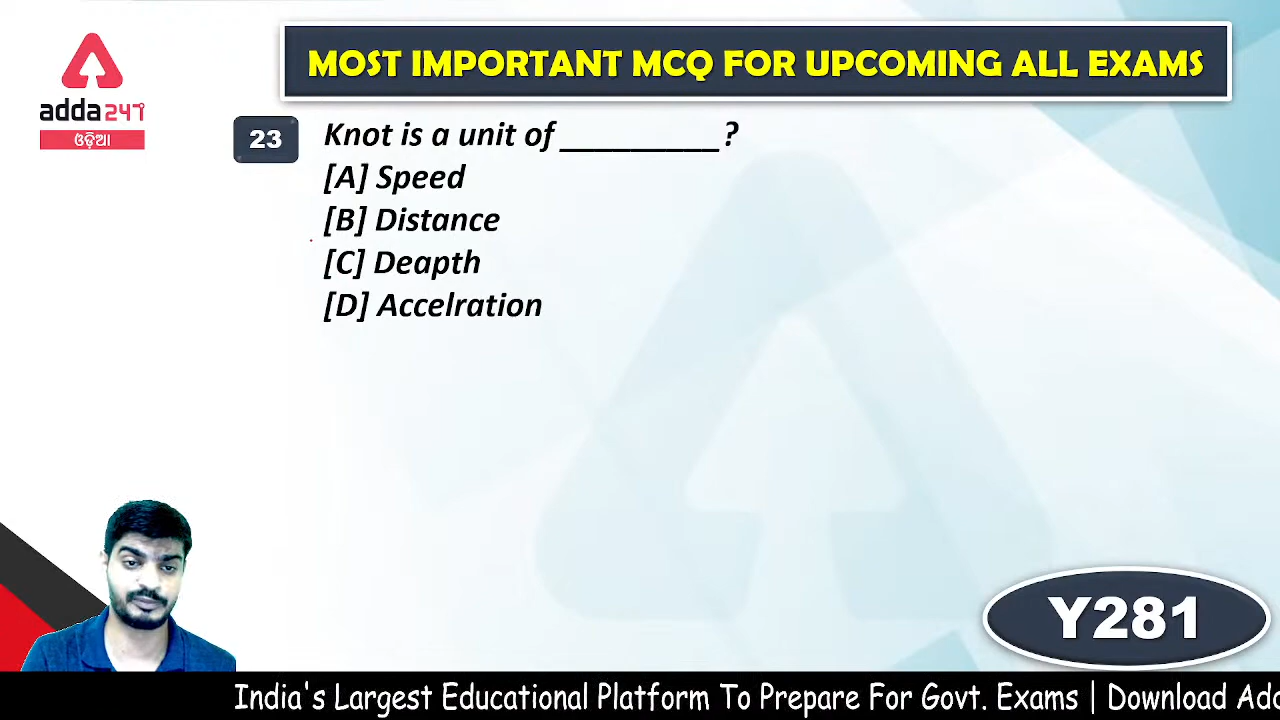 MOST IMPORTANT MCQ FOR UPCOMING ALL EXAMS
adda247
ଓଡ଼ିଆ
23
Knot is a unit of __________?
[A] Speed
[B] Distance
[C] Deapth
[D] Accelration
Y281
India's Largest Educational Platform To Prepare For Govt. Exams | Download Add